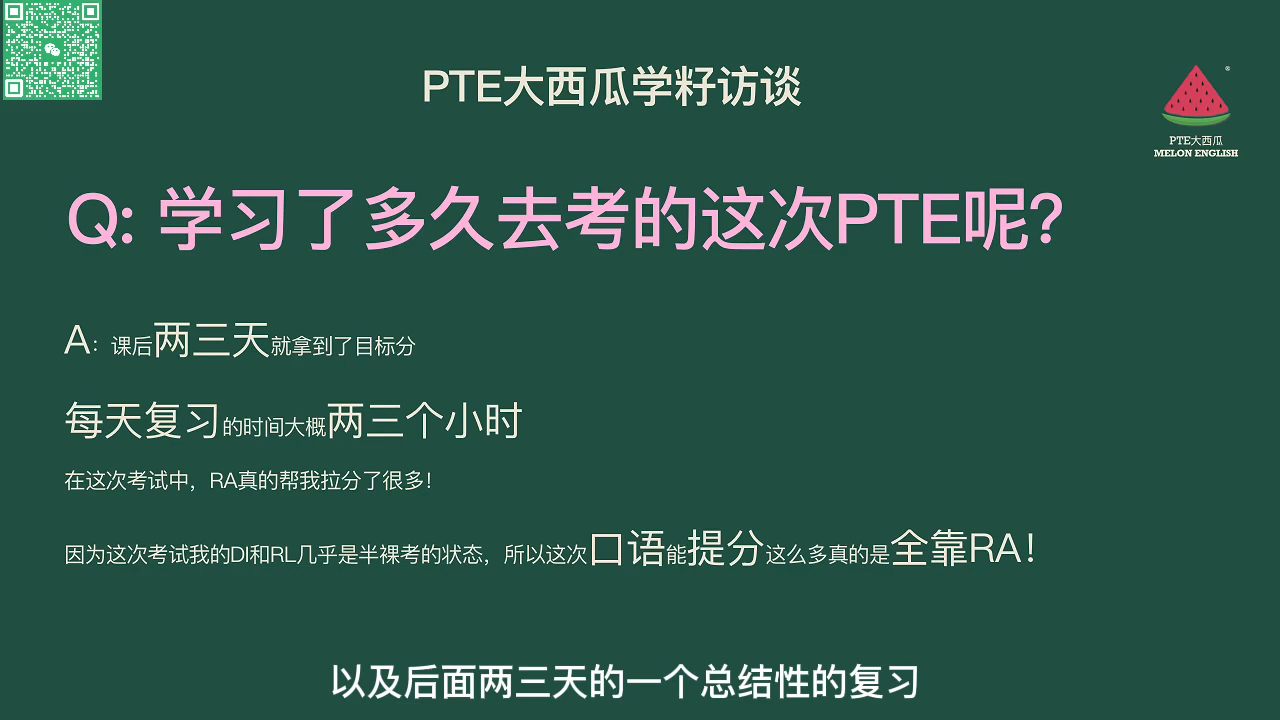 PTE大西瓜学籽访谈
®
PTE大西瓜
MELON ENGLISH
Q: 学习了多久去考的这次PTE呢?
A：课后两三天就拿到了目标分
每天复习的时间大概两三个小时
在这次考试中，RA真的帮我拉分了很多！
因为这次考试我的DI和RL几乎是半裸考的状态，所以这次口语能提分这么多真的是全靠RA！
以及后面两三天的一个总结性的复习